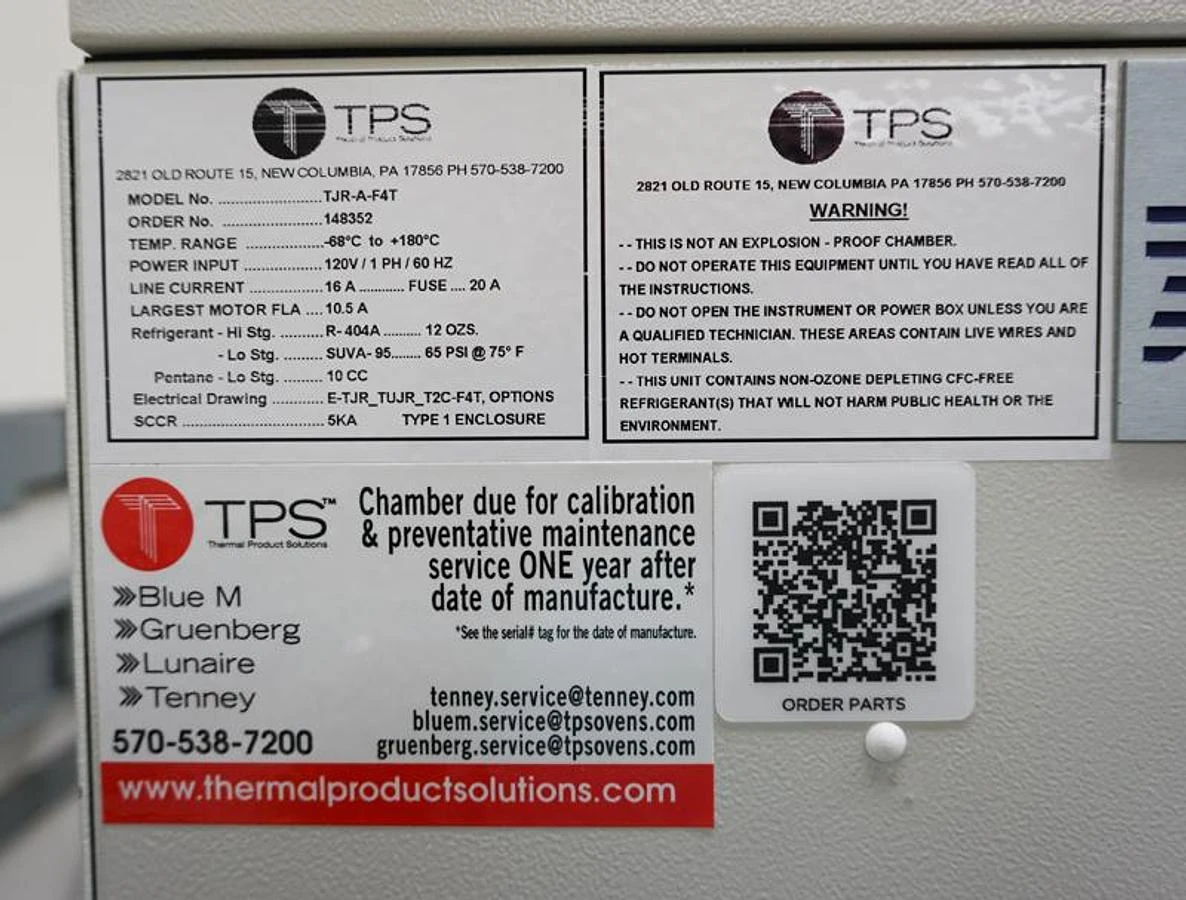 TPS
Thermal Product Solutions
2821 OLD ROUTE 15, NEW COLUMBIA, PA 17856 PH 570-538-7200
MODEL No. ........................ TJR-A-F4T
ORDER No. ........................ 148352
TEMP. RANGE .................. -68°C to +180°C
POWER INPUT .................. 120V / 1 PH / 60 HZ
LINE CURRENT ................. 16 A ............ FUSE .... 20 A
LARGEST MOTOR FLA .... 10.5 A
Refrigerant - Hi Stg. ......... R- 404A .......... 12 OZS.
- Lo Stg. ......... SUVA- 95........ 65 PSI @ 75° F
Pentane - Lo Stg. ......... 10 CC
Electrical Drawing ............ E-TJR_TUJR_T2C-F4T, OPTIONS
SCCR ................................. 5KA TYPE 1 ENCLOSURE
TPS
Thermal Product Solutions
2821 OLD ROUTE 15, NEW COLUMBIA PA 17856 PH 570-538-7200
WARNING!
- - THIS IS NOT AN EXPLOSION - PROOF CHAMBER.
- - DO NOT OPERATE THIS EQUIPMENT UNTIL YOU HAVE READ ALL OF
THE INSTRUCTIONS.
- - DO NOT OPEN THE INSTRUMENT OR POWER BOX UNLESS YOU ARE
A QUALIFIED TECHNICIAN. THESE AREAS CONTAIN LIVE WIRES AND
HOT TERMINALS.
- - THIS UNIT CONTAINS NON-OZONE DEPLETING CFC-FREE
REFRIGERANT(S) THAT WILL NOT HARM PUBLIC HEALTH OR THE
ENVIRONMENT.
TPS™
Thermal Product Solutions
Blue M
Gruenberg
Lunaire
Tenney
570-538-7200
Chamber due for calibration
& preventative maintenance
service ONE year after
date of manufacture.*
*See the serial# tag for the date of manufacture.
tenney.service@tenney.com
bluem.service@tpsovens.com
gruenberg.service@tpsovens.com
www.thermalproductsolutions.com
ORDER PARTS